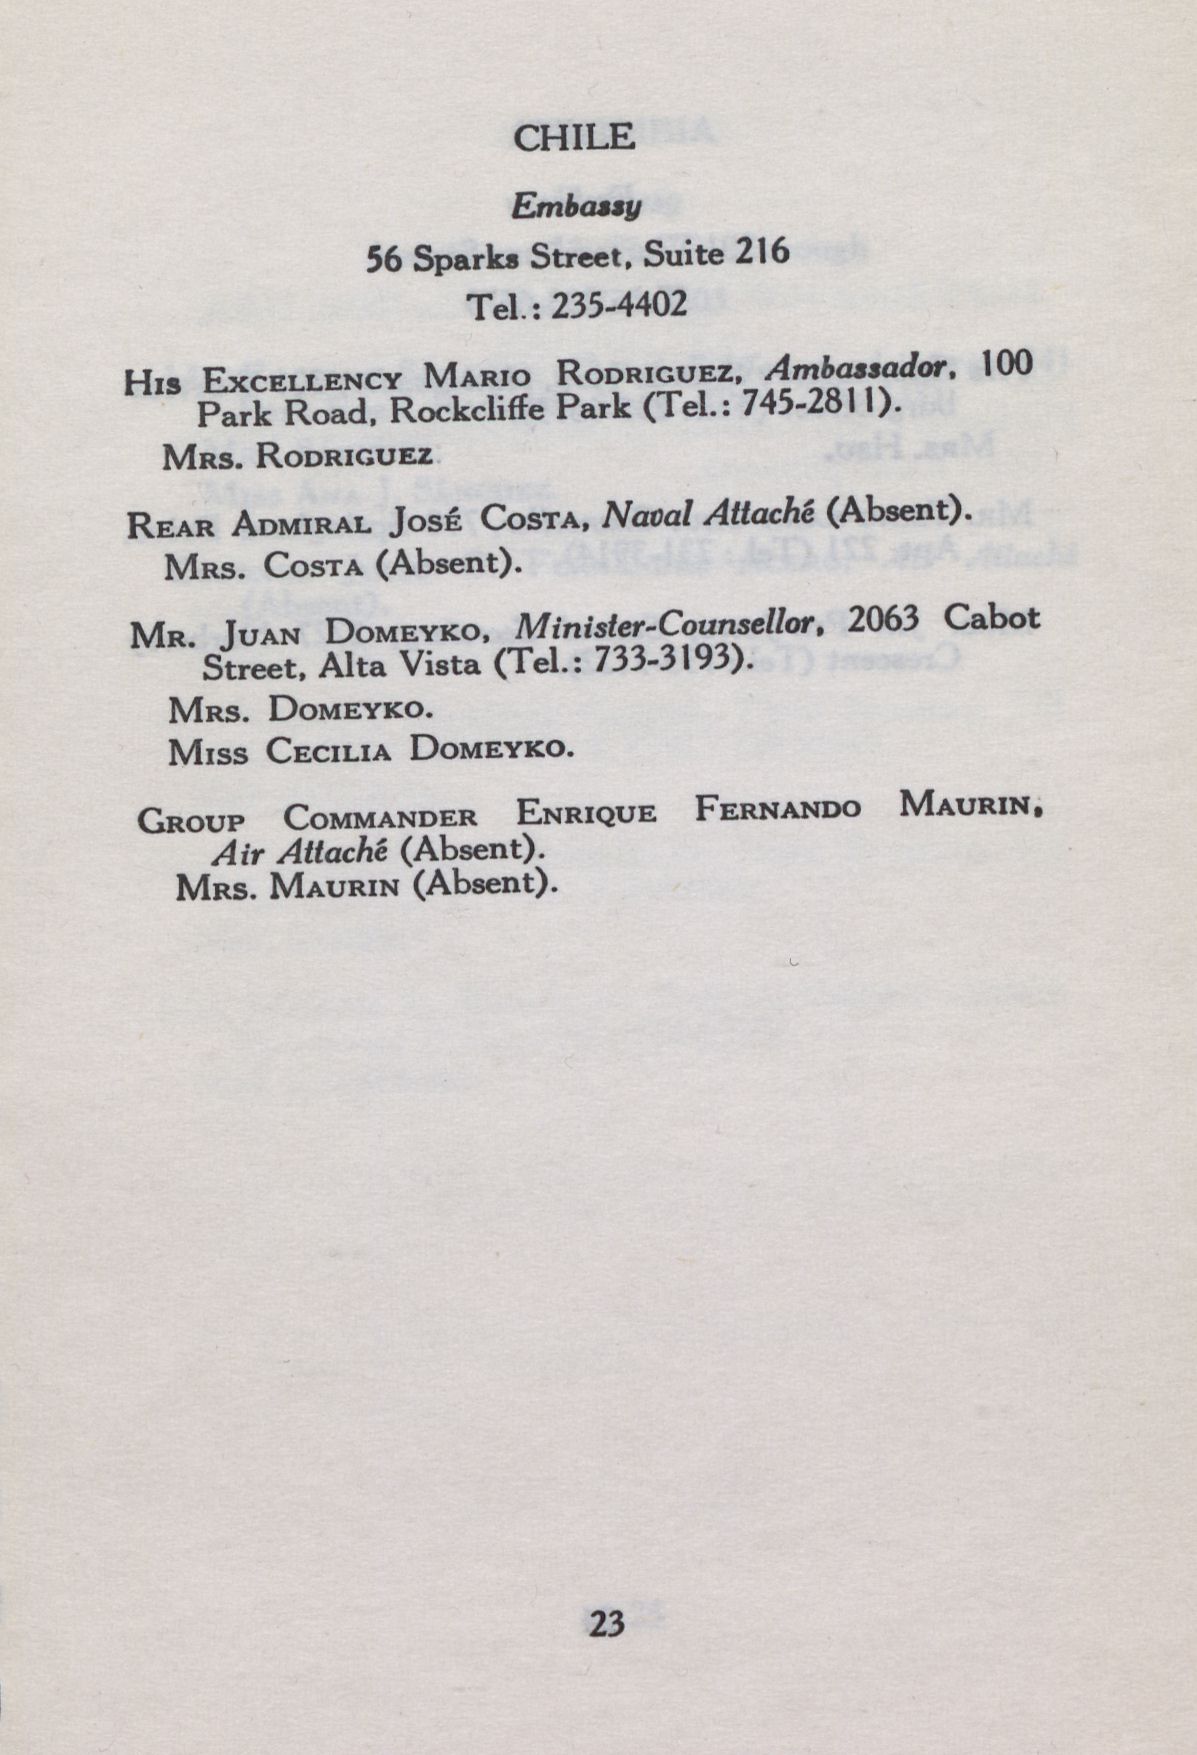 CHILE
Embassy
56 Sparks Street, Suite 216
Tel.: 235-4402
His Excellency Mario Rodriguez, Ambassador, 100
Park Road, Rockcliffe Park (Tel.: 745-2811).
Mrs. Rodriguez
Rear Admiral José Costa, Naval Attaché (Absent).
Mrs. Costa (Absent).
Mr. Juan Domeyko, Minister-Counsellor, 2063 Cabot
Street, Alta Vista (Tel.: 733-3193).
Mrs. Domeyko.
Miss Cecilia Domeyko.
Group Commander Enrique Fernando Maurin,
Air Attaché (Absent).
Mrs. Maurin (Absent).
23